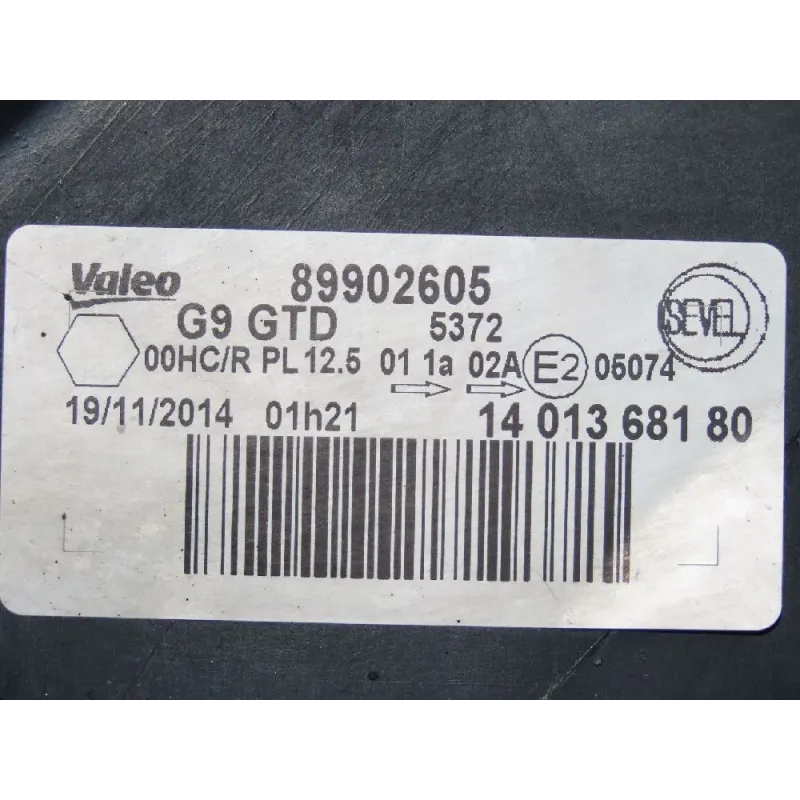 Valeo 89902605
G9 GTD 5372 SEVEL
00HC/R PL 12.5 01 1a 02A E2 05074
19/11/2014 01h21 14 013 681 80